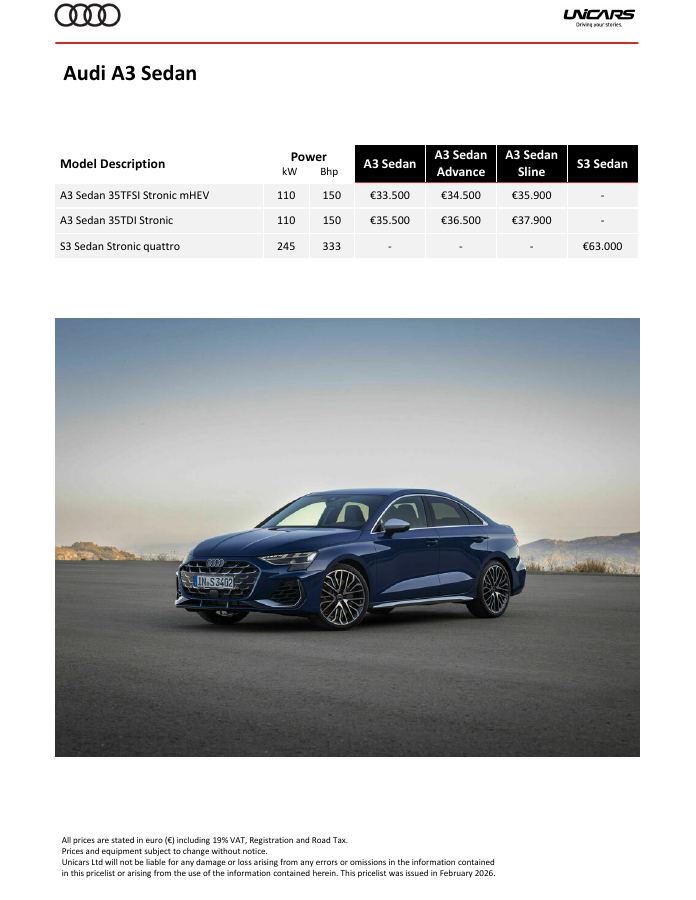 UNICARS
Driving your stories.
Audi A3 Sedan
Model Description Power kW Bhp A3 Sedan A3 Sedan Advance A3 Sedan Sline S3 Sedan
A3 Sedan 35TFSI Stronic mHEV 110 150 €33.500 €34.500 €35.900 -
A3 Sedan 35TDI Stronic 110 150 €35.500 €36.500 €37.900 -
S3 Sedan Stronic quattro 245 333 - - - €63.000
IN S 3402
All prices are stated in euro (€) including 19% VAT, Registration and Road Tax.
Prices and equipment subject to change without notice.
Unicars Ltd will not be liable for any damage or loss arising from any errors or omissions in the information contained
in this pricelist or arising from the use of the information contained herein. This pricelist was issued in February 2026.